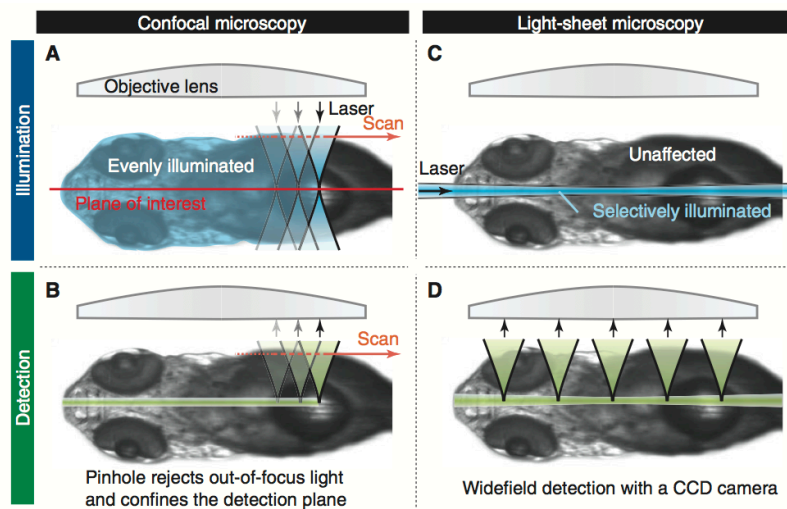 Confocal microscopy
Light-sheet microscopy
Illumination
A
Objective lens
Laser
Scan
Evenly illuminated
Plane of interest
C
Unaffected
Laser
Selectively illuminated
Detection
B
Scan
Pinhole rejects out-of-focus light
and confines the detection plane
D
Widefield detection with a CCD camera